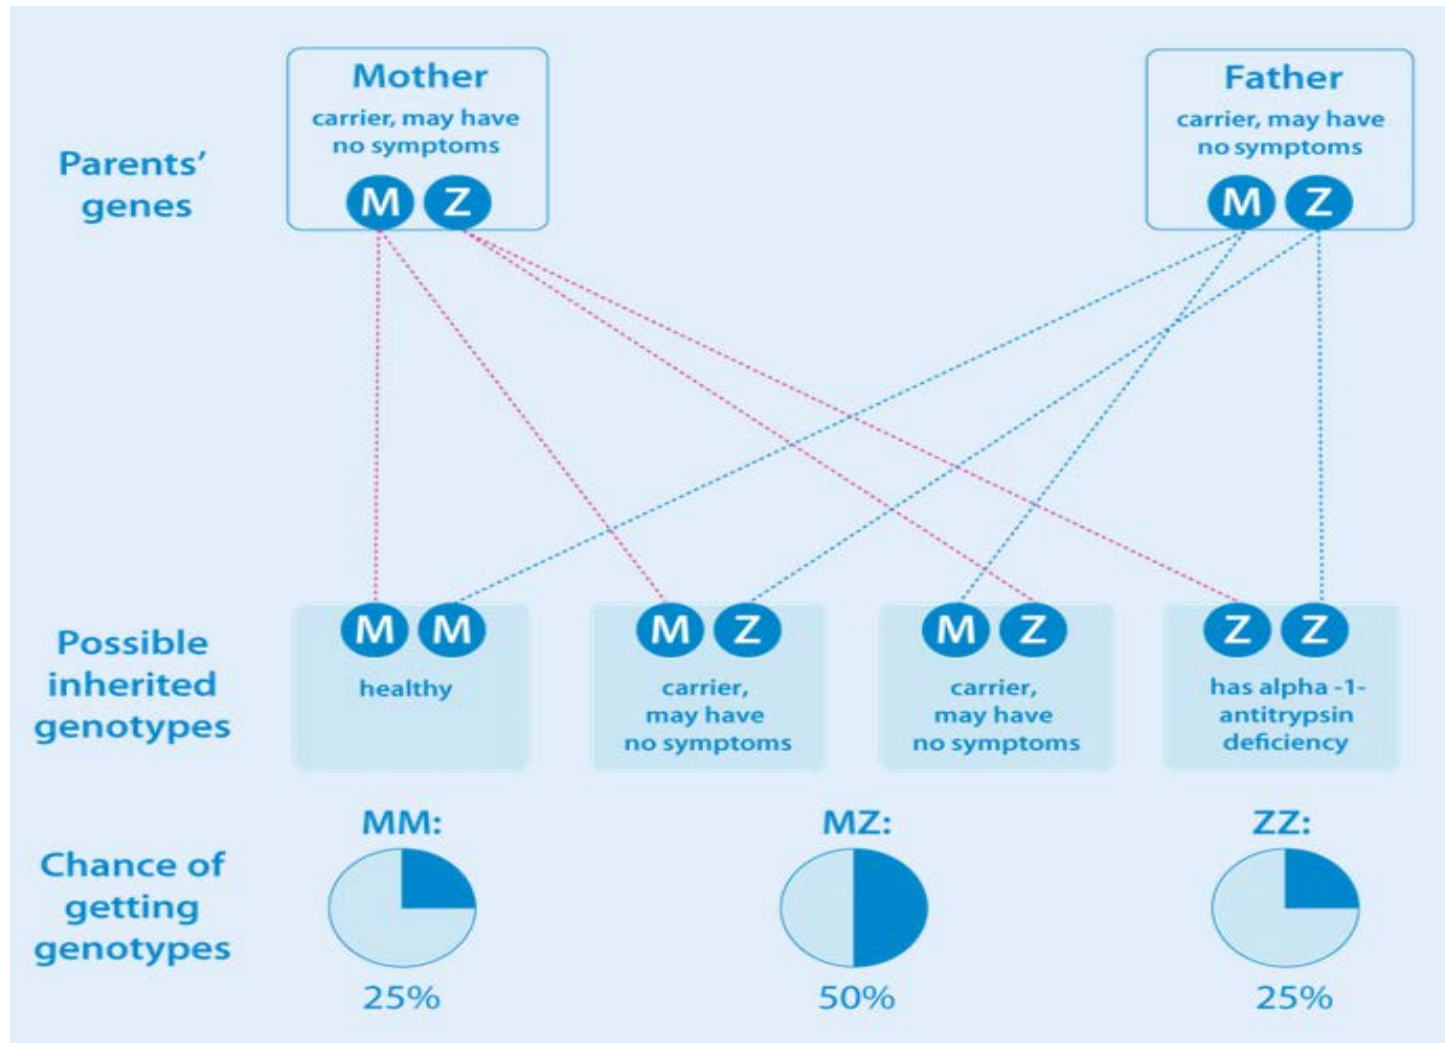 Mother
carrier, may have
no symptoms
M Z
Father
carrier, may have
no symptoms
M Z
Parents'
genes
Possible
inherited
genotypes
M M
healthy
M Z
carrier,
may have
no symptoms
M Z
carrier,
may have
no symptoms
Z Z
has alpha -1-
antitrypsin
deficiency
Chance of
getting
genotypes
MM:
25%
MZ:
50%
ZZ:
25%